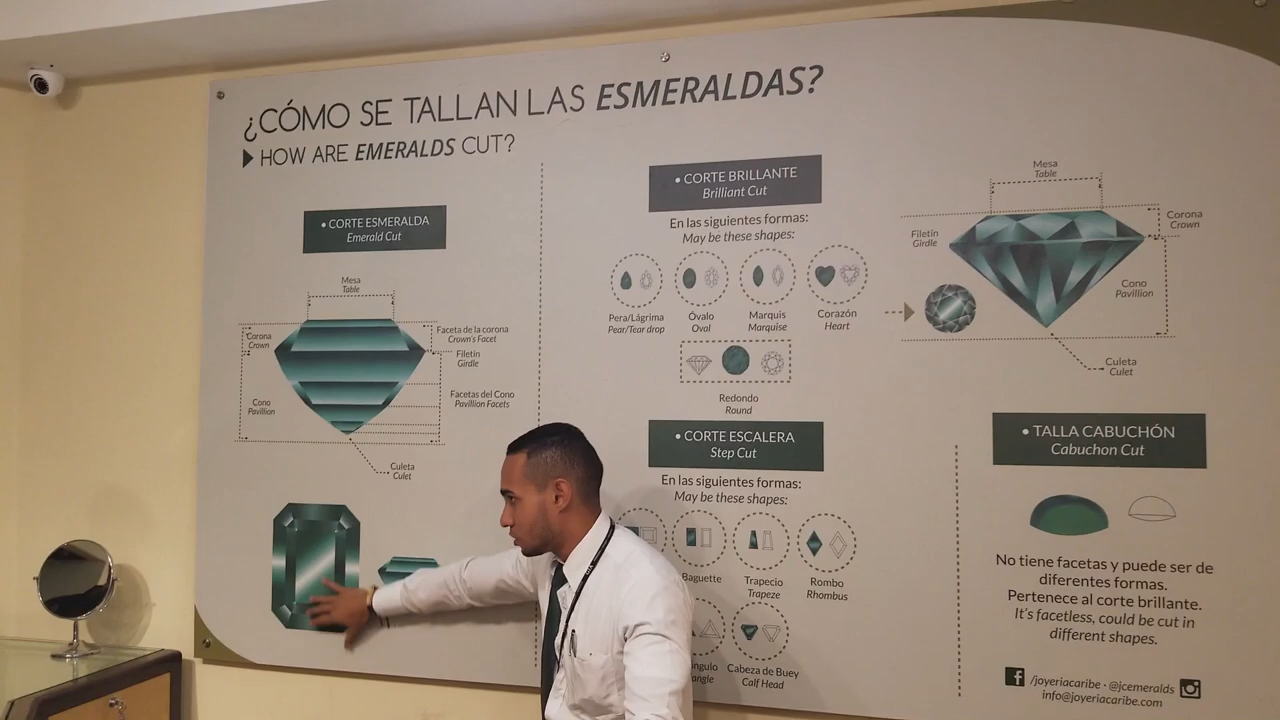 ¿CÓMO SE TALLAN LAS ESMERALDAS?
HOW ARE EMERALDS CUT?
• CORTE ESMERALDA
Emerald Cut
Mesa
Table
Corona
Crown
Faceta de la corona
Crown's Facet
Filetín
Girdle
Cono
Pavillion
Facetas del Cono
Pavillion Facets
Culeta
Culet
• CORTE BRILLANTE
Brilliant Cut
En las siguientes formas:
May be these shapes:
Pera/Lágrima
Pear/Tear drop
Óvalo
Oval
Marquis
Marquise
Corazón
Heart
Redondo
Round
Mesa
Table
Corona
Crown
Filetín
Girdle
Cono
Pavillion
Culeta
Culet
• CORTE ESCALERA
Step Cut
En las siguientes formas:
May be these shapes:
Baguette
Trapecio
Trapeze
Rombo
Rhombus
Cabeza de Buey
Calf Head
• TALLA CABUCHÓN
Cabuchon Cut
No tiene facetas y puede ser de
diferentes formas.
Pertenece al corte brillante.
It's facetless, could be cut in
different shapes.
/joyeriacaribe · @jcemeralds
info@joyeriacaribe.com